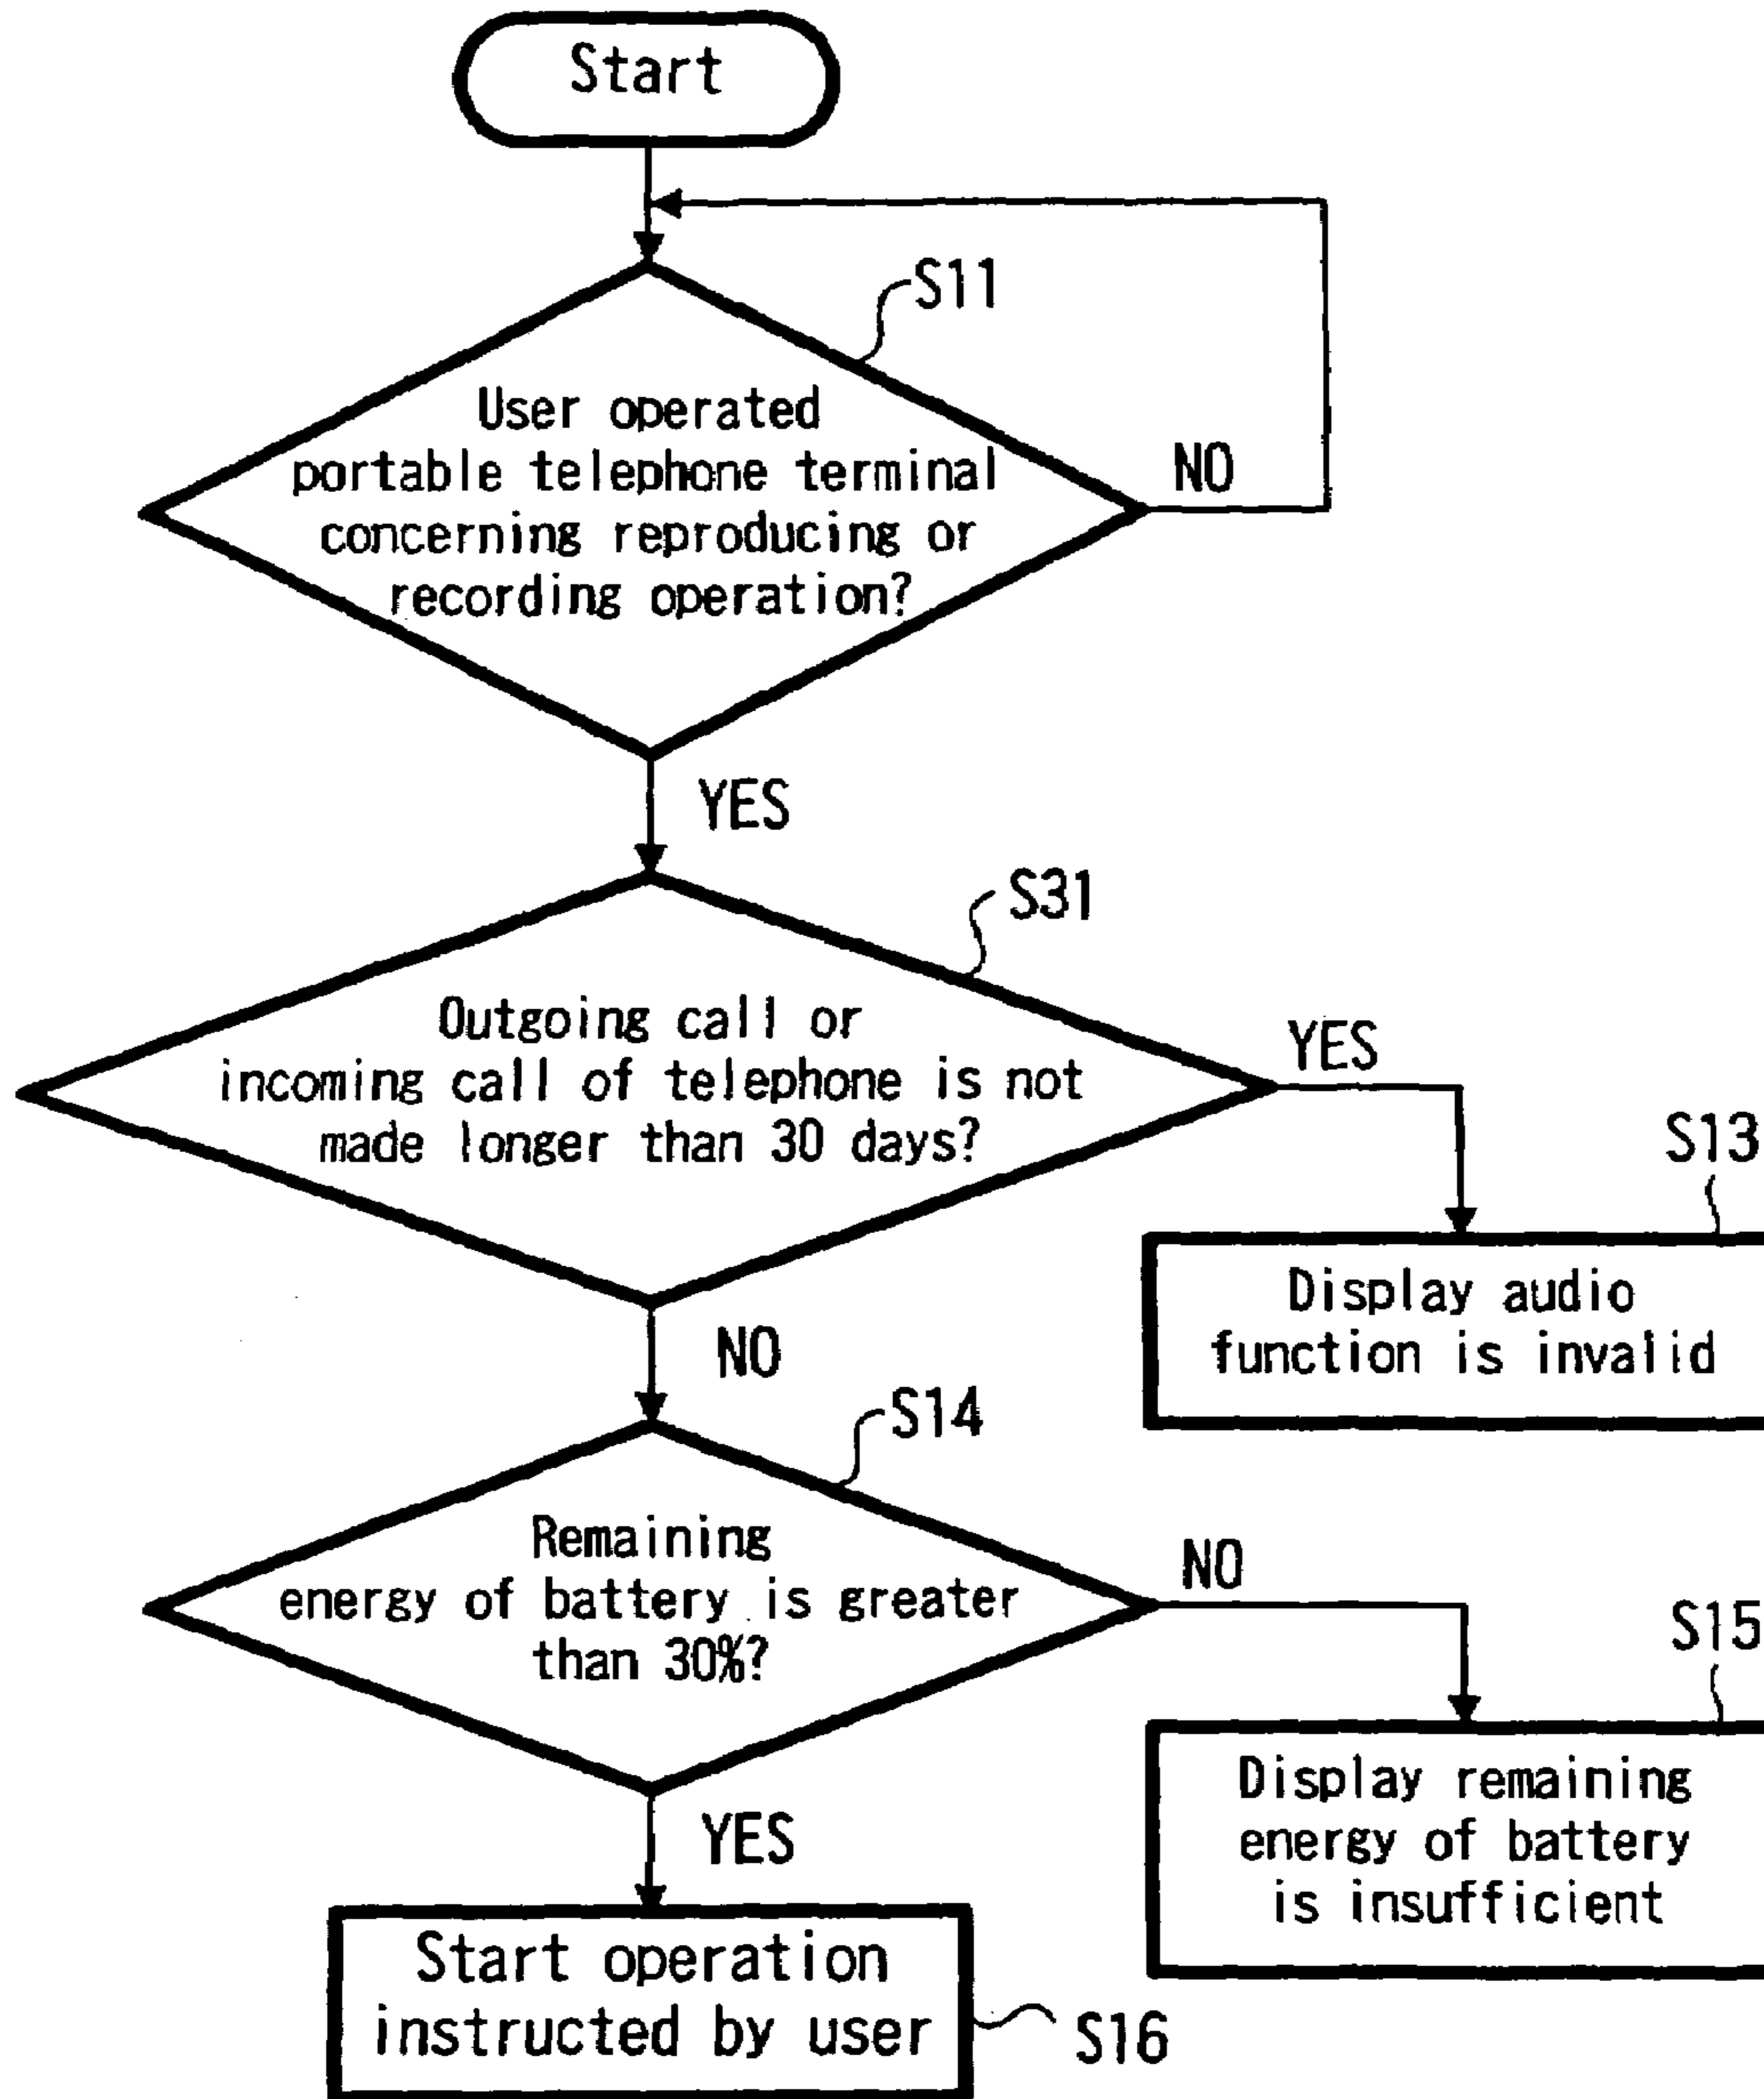 Start
S11
User operated
portable telephone terminal
concerning reproducing or
recording operation?
NO
YES
S31
Outgoing call or
incoming call of telephone is not
made longer than 30 days?
YES
S13
Display audio
function is invalid
NO
S14
Remaining
energy of battery is greater
than 30%?
NO
S15
Display remaining
energy of battery
is insufficient
YES
Start operation
instructed by user
S16